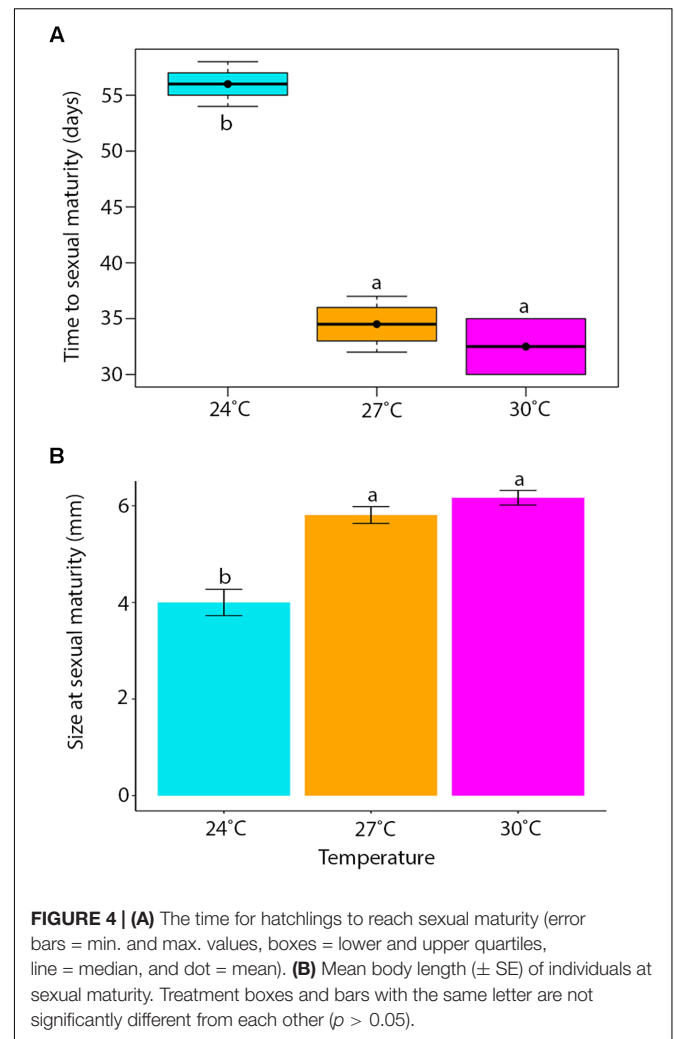 A
Time to sexual maturity (days)
55
50
45
40
35
30
b
a
a
24˚C
27˚C
30˚C
B
Size at sexual maturity (mm)
6
4
2
0
b
a
a
24˚C
27˚C
30˚C
Temperature
FIGURE 4 | (A) The time for hatchlings to reach sexual maturity (error
bars = min. and max. values, boxes = lower and upper quartiles,
line = median, and dot = mean). (B) Mean body length (± SE) of individuals at
sexual maturity. Treatment boxes and bars with the same letter are not
significantly different from each other (p > 0.05).